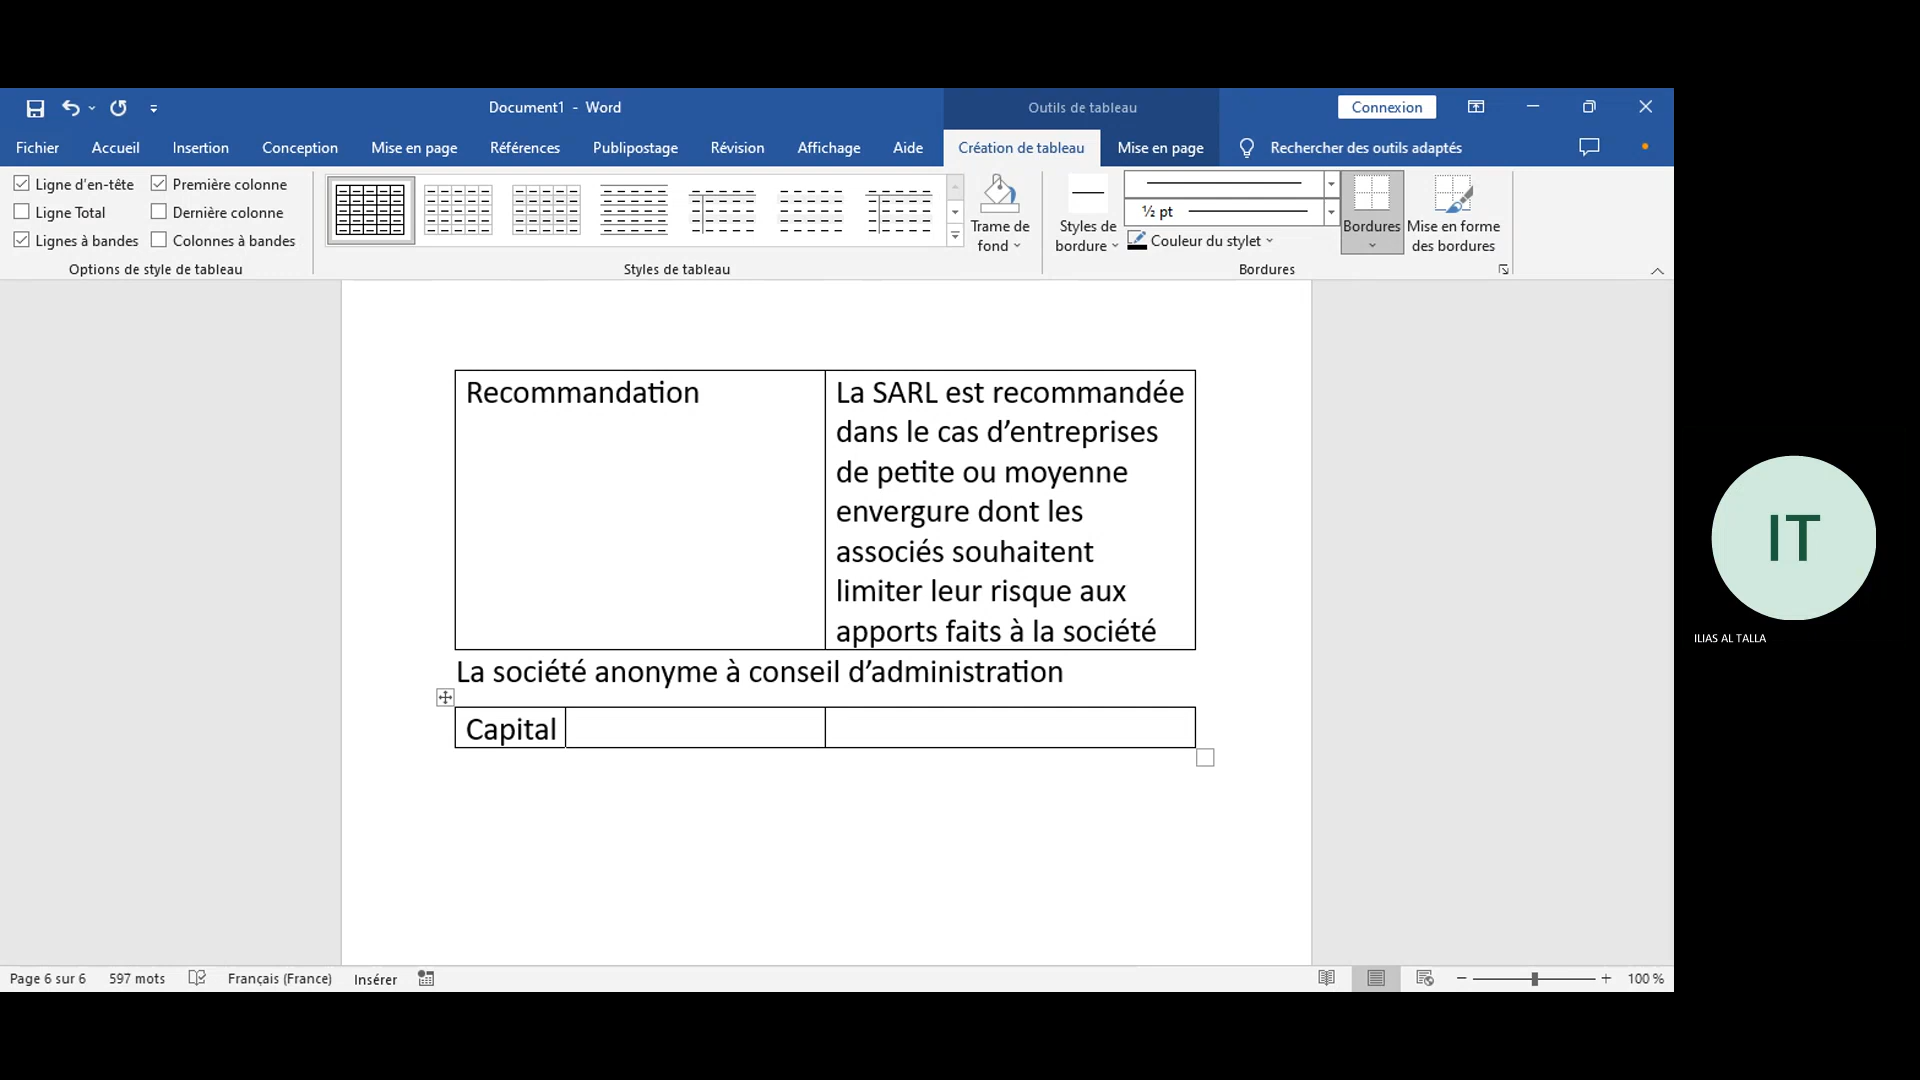 Document1 - Word
Outils de tableau
Connexion
Fichier
Accueil
Insertion
Conception
Mise en page
Références
Publipostage
Révision
Affichage
Aide
Création de tableau
Mise en page
Rechercher des outils adaptés
Ligne d'en-tête
Première colonne
Ligne Total
Dernière colonne
Lignes à bandes
Colonnes à bandes
Options de style de tableau
Styles de tableau
Trame de
fond
Styles de
bordure
½ pt
Couleur du stylet
Bordures
Mise en forme
des bordures
Bordures
Recommandation
La SARL est recommandée
dans le cas d’entreprises
de petite ou moyenne
envergure dont les
associés souhaitent
limiter leur risque aux
apports faits à la société
La société anonyme à conseil d’administration
Capital
IT
ILIAS AL TALLA
Page 6 sur 6
597 mots
Français (France)
Insérer
100 %